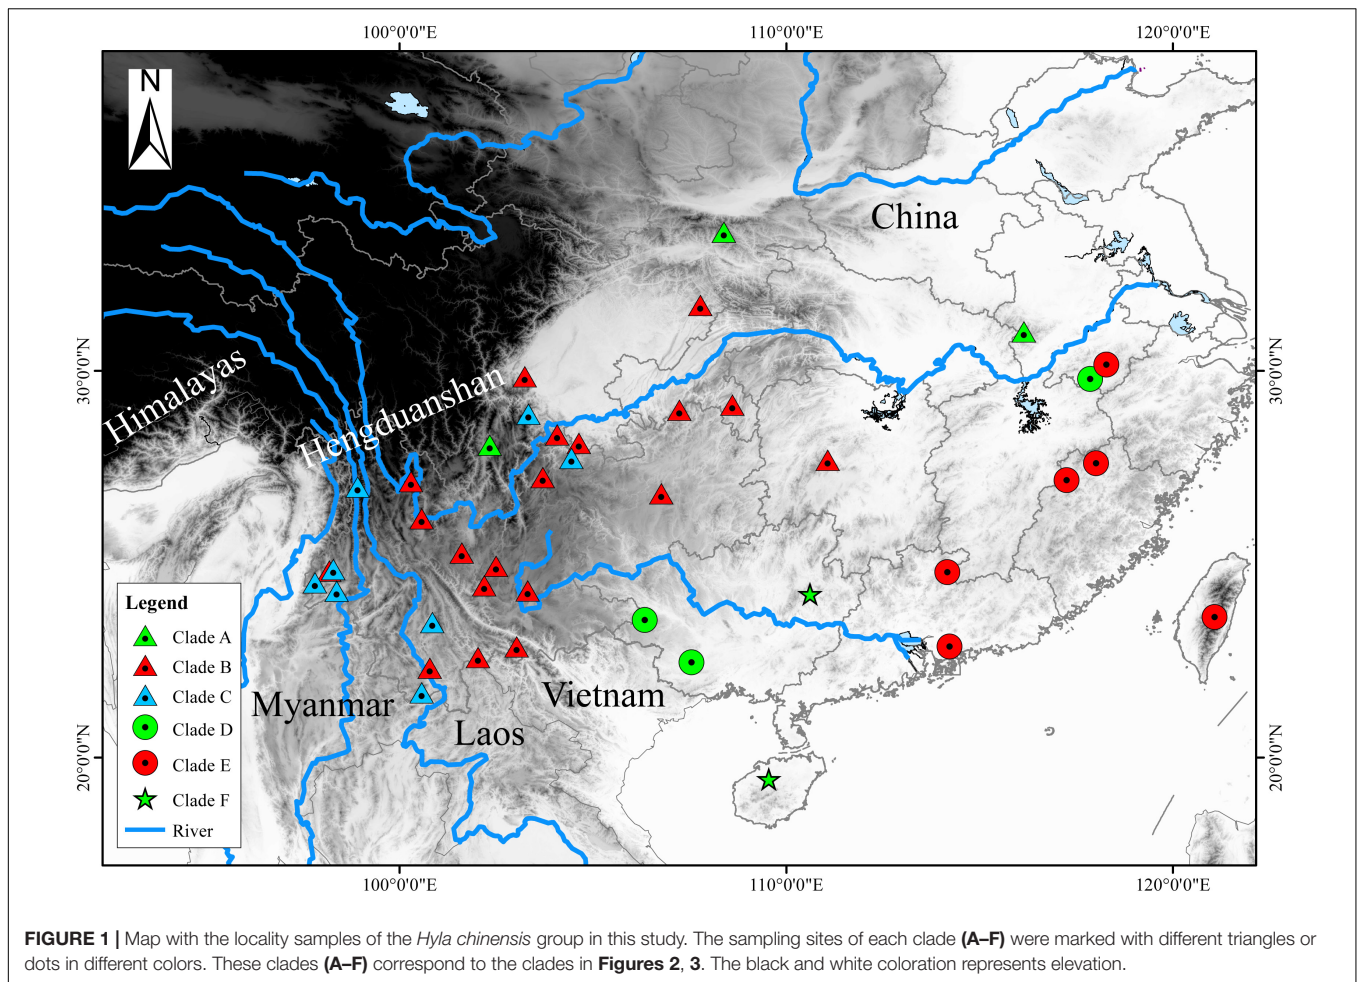 100°0'0"E 110°0'0"E 120°0'0"E
N
China
30°0'0"N 30°0'0"N
Himalayas
Hengduanshan
Legend
Clade A
Clade B
Clade C
Clade D
Clade E
Clade F
River
Myanmar
Vietnam
Laos
20°0'0"N 20°0'0"N
100°0'0"E 110°0'0"E 120°0'0"E
FIGURE 1 | Map with the locality samples of the Hyla chinensis group in this study. The sampling sites of each clade (A–F) were marked with different triangles or
dots in different colors. These clades (A–F) correspond to the clades in Figures 2, 3. The black and white coloration represents elevation.